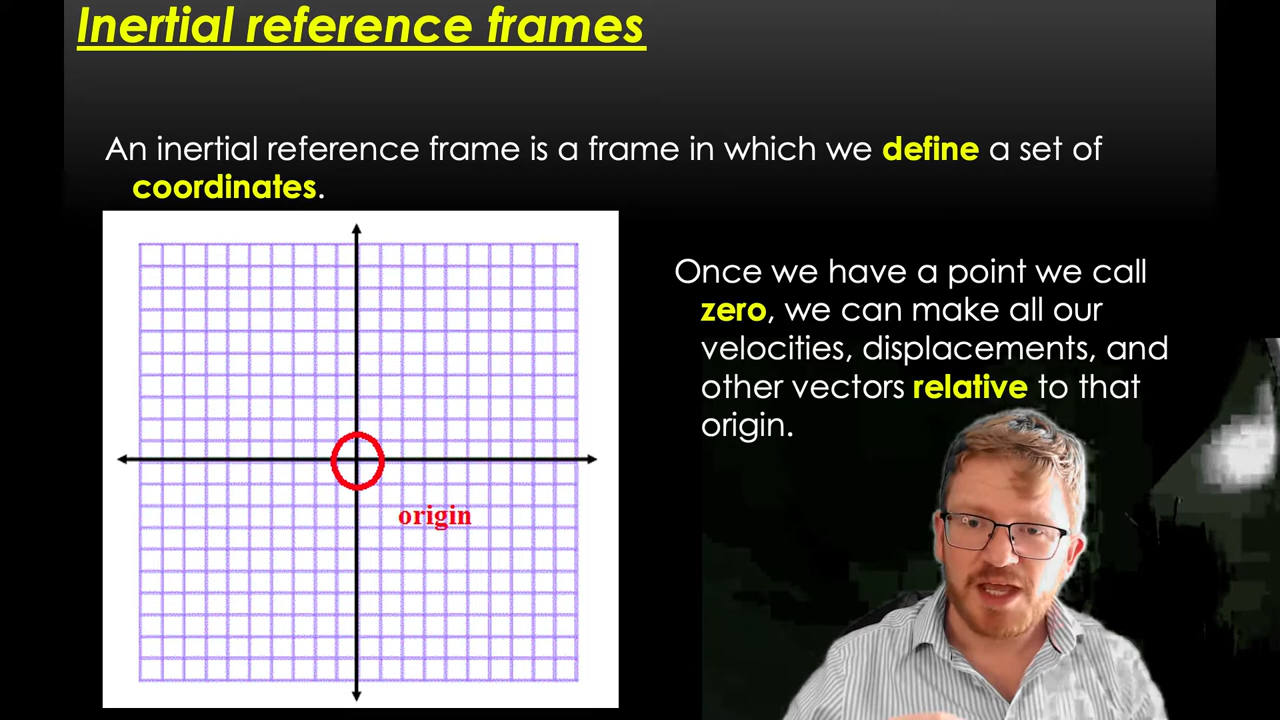 Inertial reference frames
An inertial reference frame is a frame in which we define a set of
coordinates.
Once we have a point we call
zero, we can make all our
velocities, displacements, and
other vectors relative to that
origin.
origin